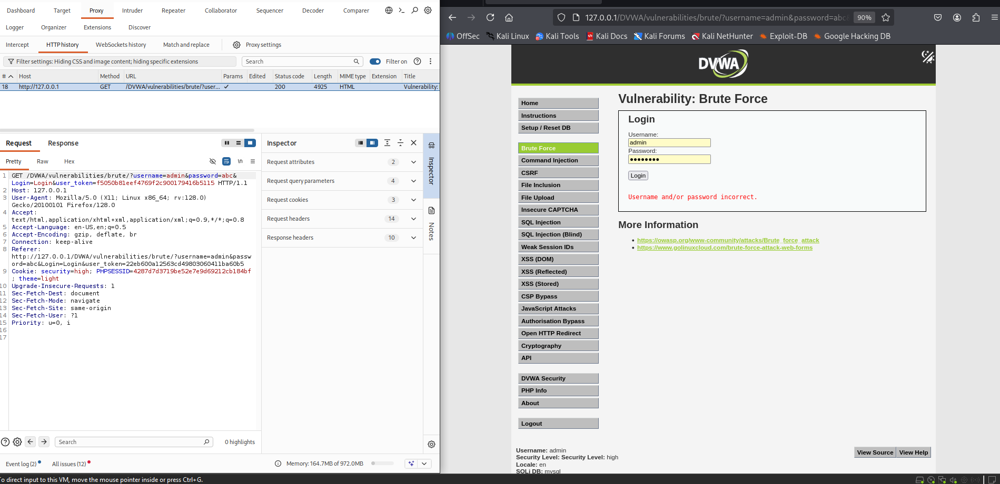 Dashboard Target Proxy Intruder Repeater Collaborator Sequencer Decoder Comparer
Logger Organizer Extensions Discover
Intercept HTTP history WebSockets history Match and replace Proxy settings
Filter settings: Hiding CSS and image content; hiding specific extensions
Search
Filter on
# Host Method URL Params Edited Status code Length MIME type Extension Title
18 http://127.0.0.1 GET /DVWA/vulnerabilities/brute/?user... ✓ 200 4925 HTML Vulnerability:
Request Response
Pretty Raw Hex \n
1 GET /DVWA/vulnerabilities/brute/?username=admin&password=abc&
Login=Login&user_token=f5050b81eef4769f2c900179416b5115 HTTP/1.1
2 Host: 127.0.0.1
3 User-Agent: Mozilla/5.0 (X11; Linux x86_64; rv:128.0)
Gecko/20100101 Firefox/128.0
4 Accept:
text/html,application/xhtml+xml,application/xml;q=0.9,*/*;q=0.8
5 Accept-Language: en-US,en;q=0.5
6 Accept-Encoding: gzip, deflate, br
7 Connection: keep-alive
8 Referer:
http://127.0.0.1/DVWA/vulnerabilities/brute/?username=admin&passw
ord=abc&Login=Login&user_token=22eb600a12563cd49803060411ba60b5
9 Cookie: security=high; PHPSESSID=4287d7d3719be52e7e9d69212cb184bf
; theme=light
10 Upgrade-Insecure-Requests: 1
11 Sec-Fetch-Dest: document
12 Sec-Fetch-Mode: navigate
13 Sec-Fetch-Site: same-origin
14 Sec-Fetch-User: ?1
15 Priority: u=0, i
16
17
Search
0 highlights
Inspector
Request attributes 2
Request query parameters 4
Request cookies 3
Request headers 14
Response headers 10
Inspector
Notes
Event log (2) All issues (12)
Memory: 164.7MB of 972.0MB
To direct input to this VM, move the mouse pointer inside or press Ctrl+G.
127.0.0.1/DVWA/vulnerabilities/brute/?username=admin&password=abc&
90%
OffSec Kali Linux Kali Tools Kali Docs Kali Forums Kali NetHunter Exploit-DB Google Hacking DB
DVWA
Home
Instructions
Setup / Reset DB
Brute Force
Command Injection
CSRF
File Inclusion
File Upload
Insecure CAPTCHA
SQL Injection
SQL Injection (Blind)
Weak Session IDs
XSS (DOM)
XSS (Reflected)
XSS (Stored)
CSP Bypass
JavaScript Attacks
Authorisation Bypass
Open HTTP Redirect
Cryptography
API
DVWA Security
PHP Info
About
Logout
Vulnerability: Brute Force
Login
Username:
admin
Password:
●●●●●●●●
Login
Username and/or password incorrect.
More Information
• https://owasp.org/www-community/attacks/Brute_force_attack
• https://www.golinuxcloud.com/brute-force-attack-web-forms
Username: admin
Security Level: Security Level: high
Locale: en
SQLi DB: mysql
View Source View Help